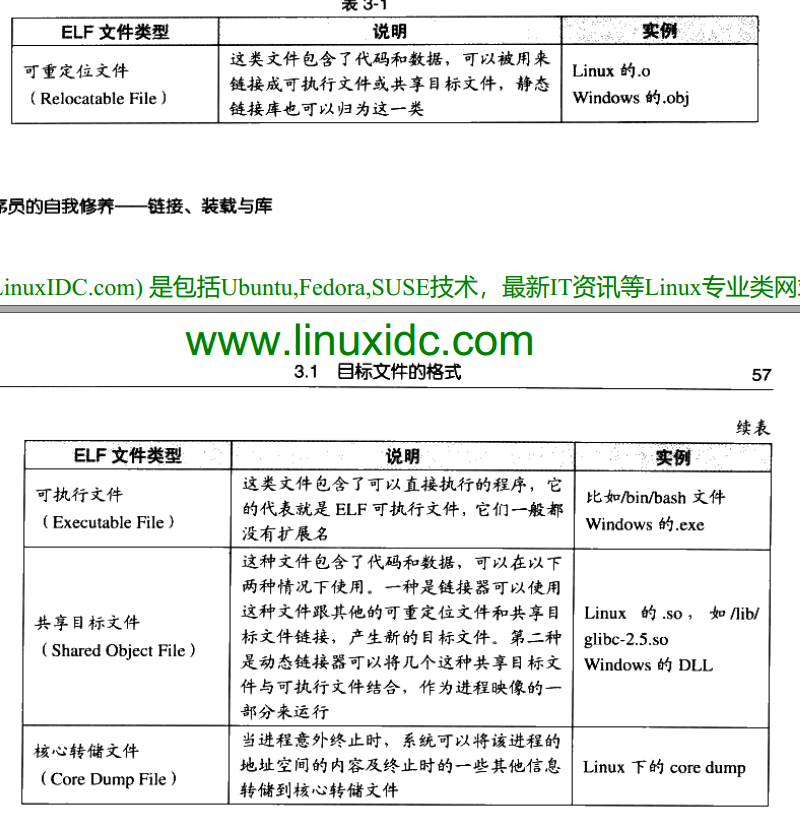 表 3-1
ELF 文件类型
说明
实例
可重定位文件
（Relocatable File）
这类文件包含了代码和数据，可以被用来
链接成可执行文件或共享目标文件，静态
链接库也可以归为这一类
Linux 的.o
Windows 的.obj
序员的自我修养——链接、装载与库
LinuxIDC.com) 是包括Ubuntu,Fedora,SUSE技术，最新IT资讯等Linux专业类网
www.linuxidc.com
3.1 目标文件的格式
57
续表
ELF 文件类型
说明
实例
可执行文件
（Executable File）
这类文件包含了可以直接执行的程序，它
的代表就是 ELF 可执行文件，它们一般都
没有扩展名
比如/bin/bash 文件
Windows 的.exe
共享目标文件
（Shared Object File）
这种文件包含了代码和数据，可以在以下
两种情况下使用。一种是链接器可以使用
这种文件跟其他的可重定位文件和共享目
标文件链接，产生新的目标文件。第二种
是动态链接器可以将几个这种共享目标文
件与可执行文件结合，作为进程映像的一
部分来运行
Linux 的 .so，如 /lib/
glibc-2.5.so
Windows 的 DLL
核心转储文件
（Core Dump File）
当进程意外终止时，系统可以将该进程的
地址空间的内容及终止时的一些其他信息
转储到核心转储文件
Linux 下的 core dump